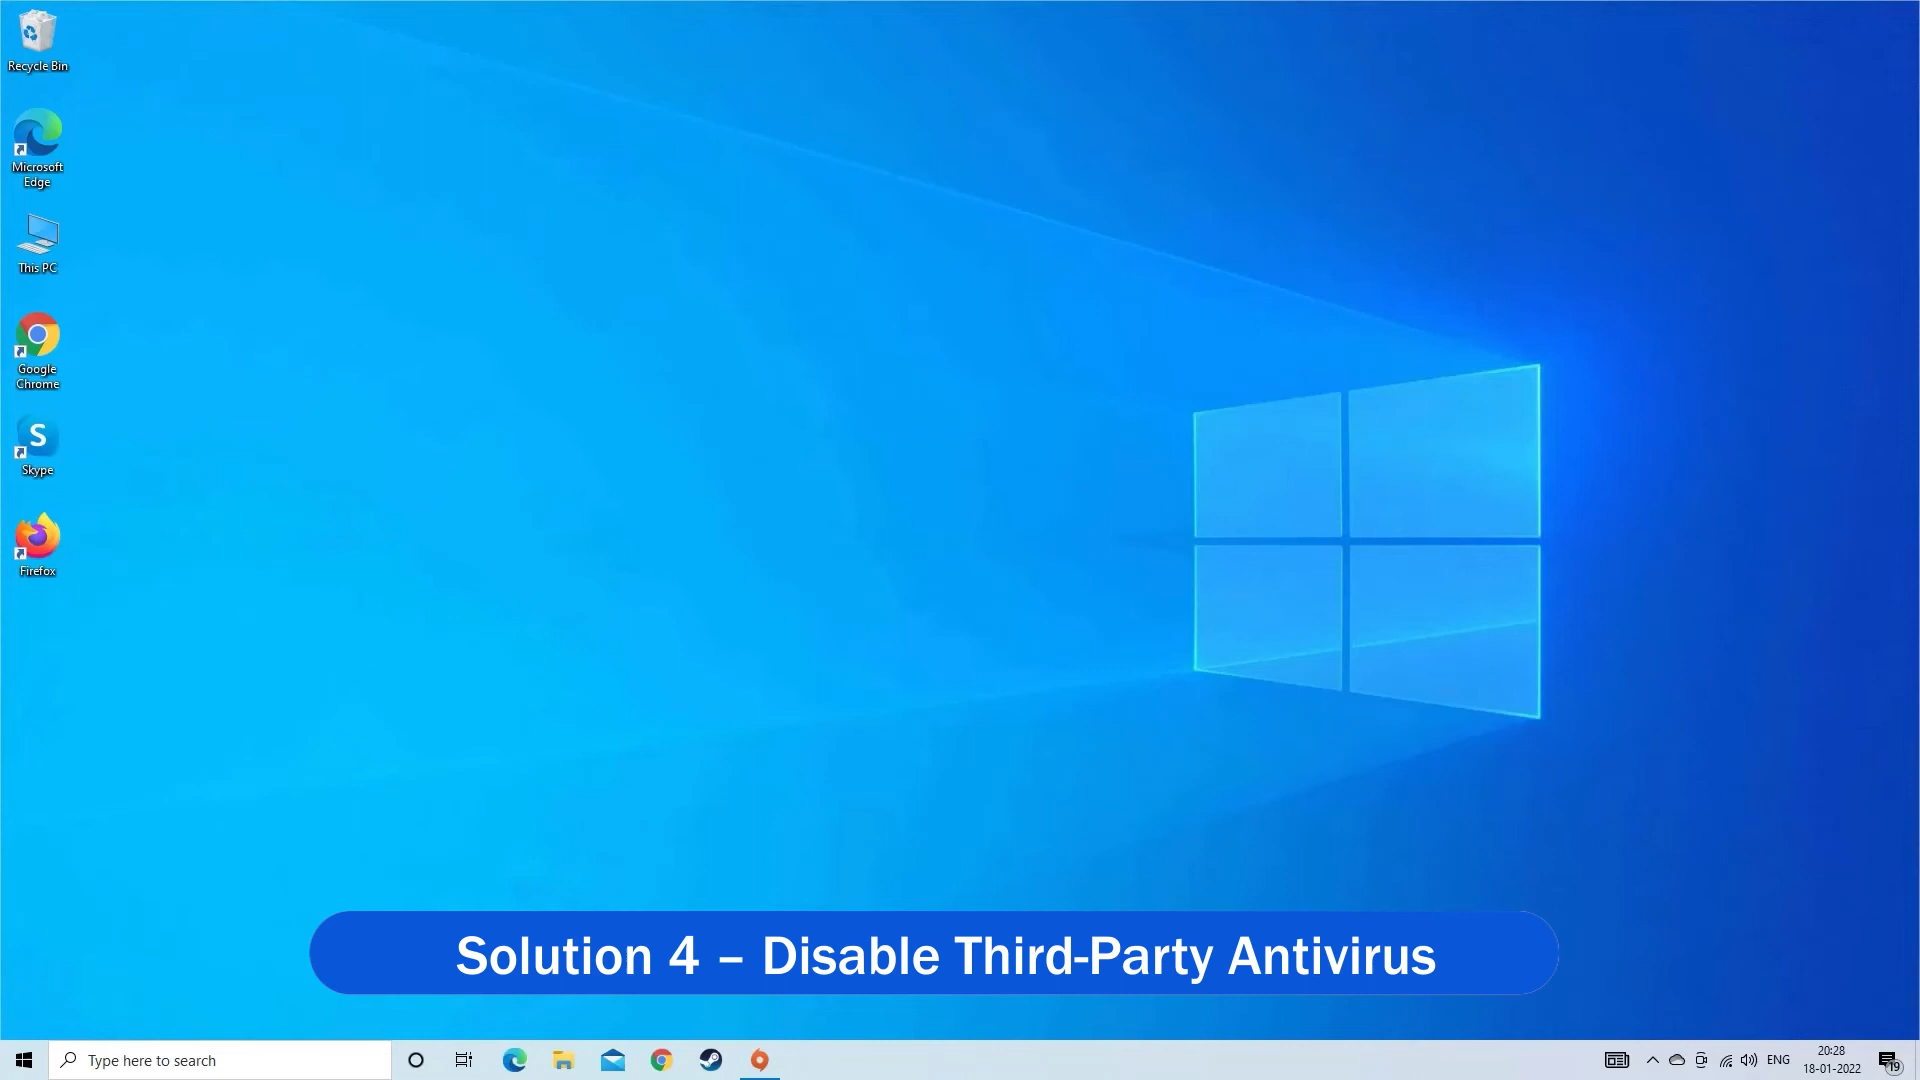 Recycle Bin
Microsoft
Edge
This PC
Google
Chrome
S
Skype
Firefox
Solution 4 – Disable Third-Party Antivirus
Type here to search
ENG
20:28
18-01-2022
19